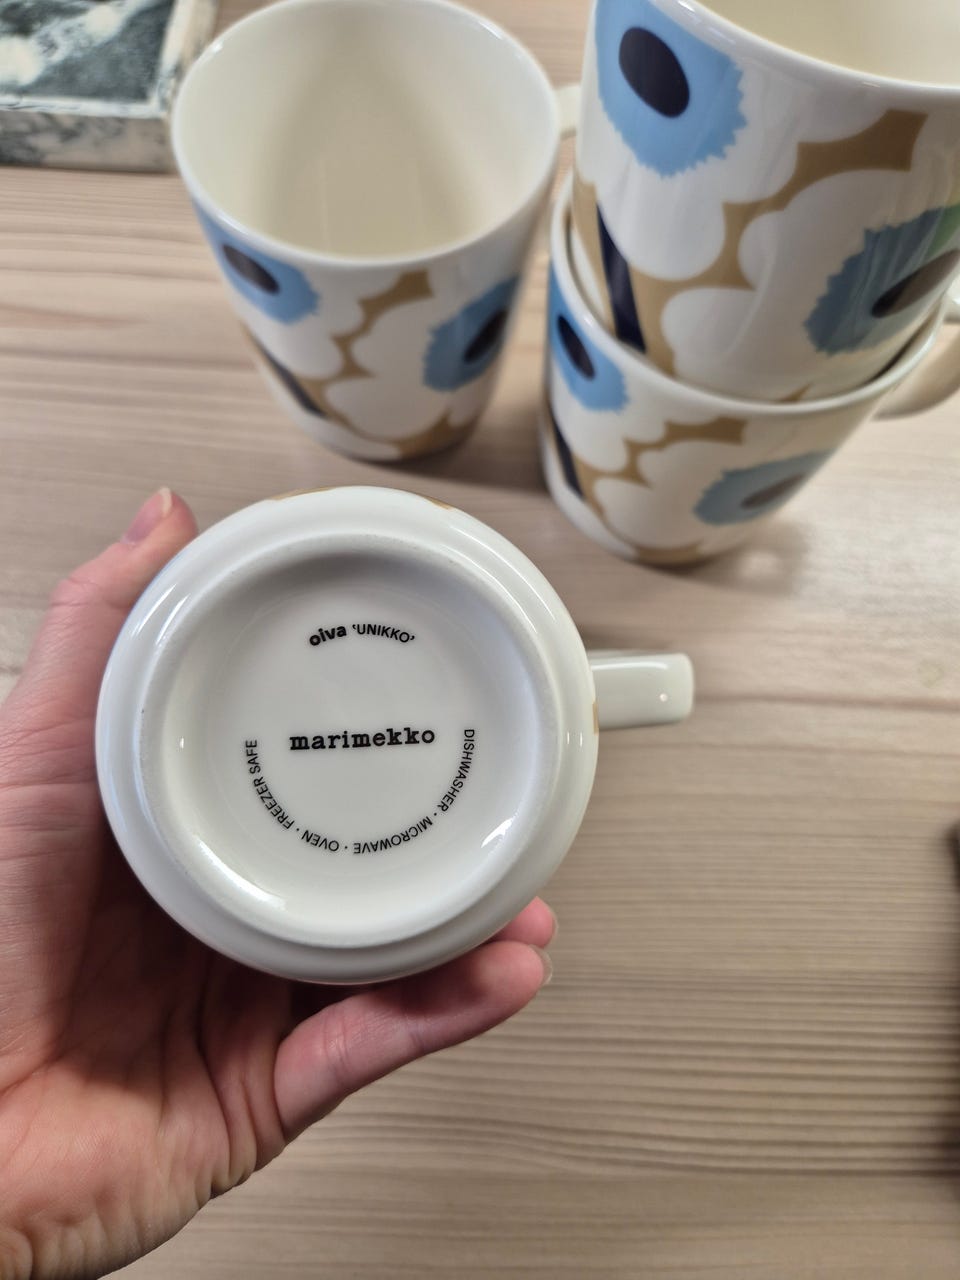 oiva 'UNIKKO'
marimekko
DISHWASHER · MICROWAVE · OVEN · FREEZER SAFE